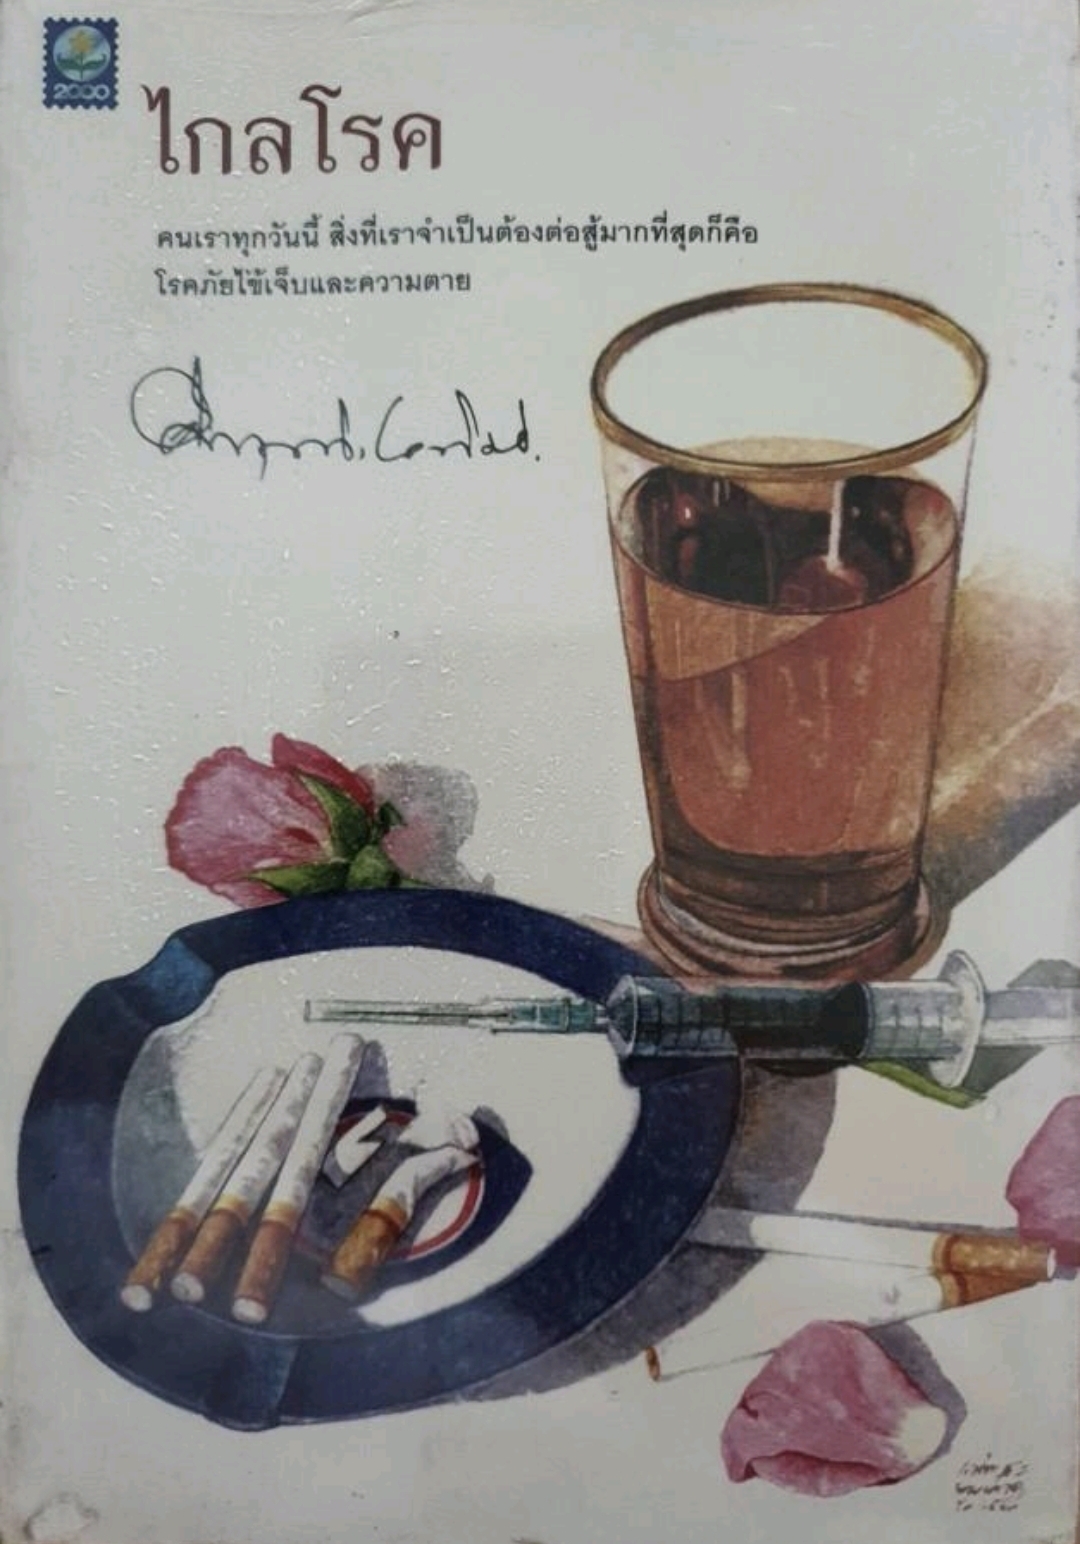 2000
ไกลโรค
คนเราทุกวันนี้ สิ่งที่เราจำเป็นต้องต่อสู้มากที่สุดก็คือ
โรคภัยไข้เจ็บและความตาย